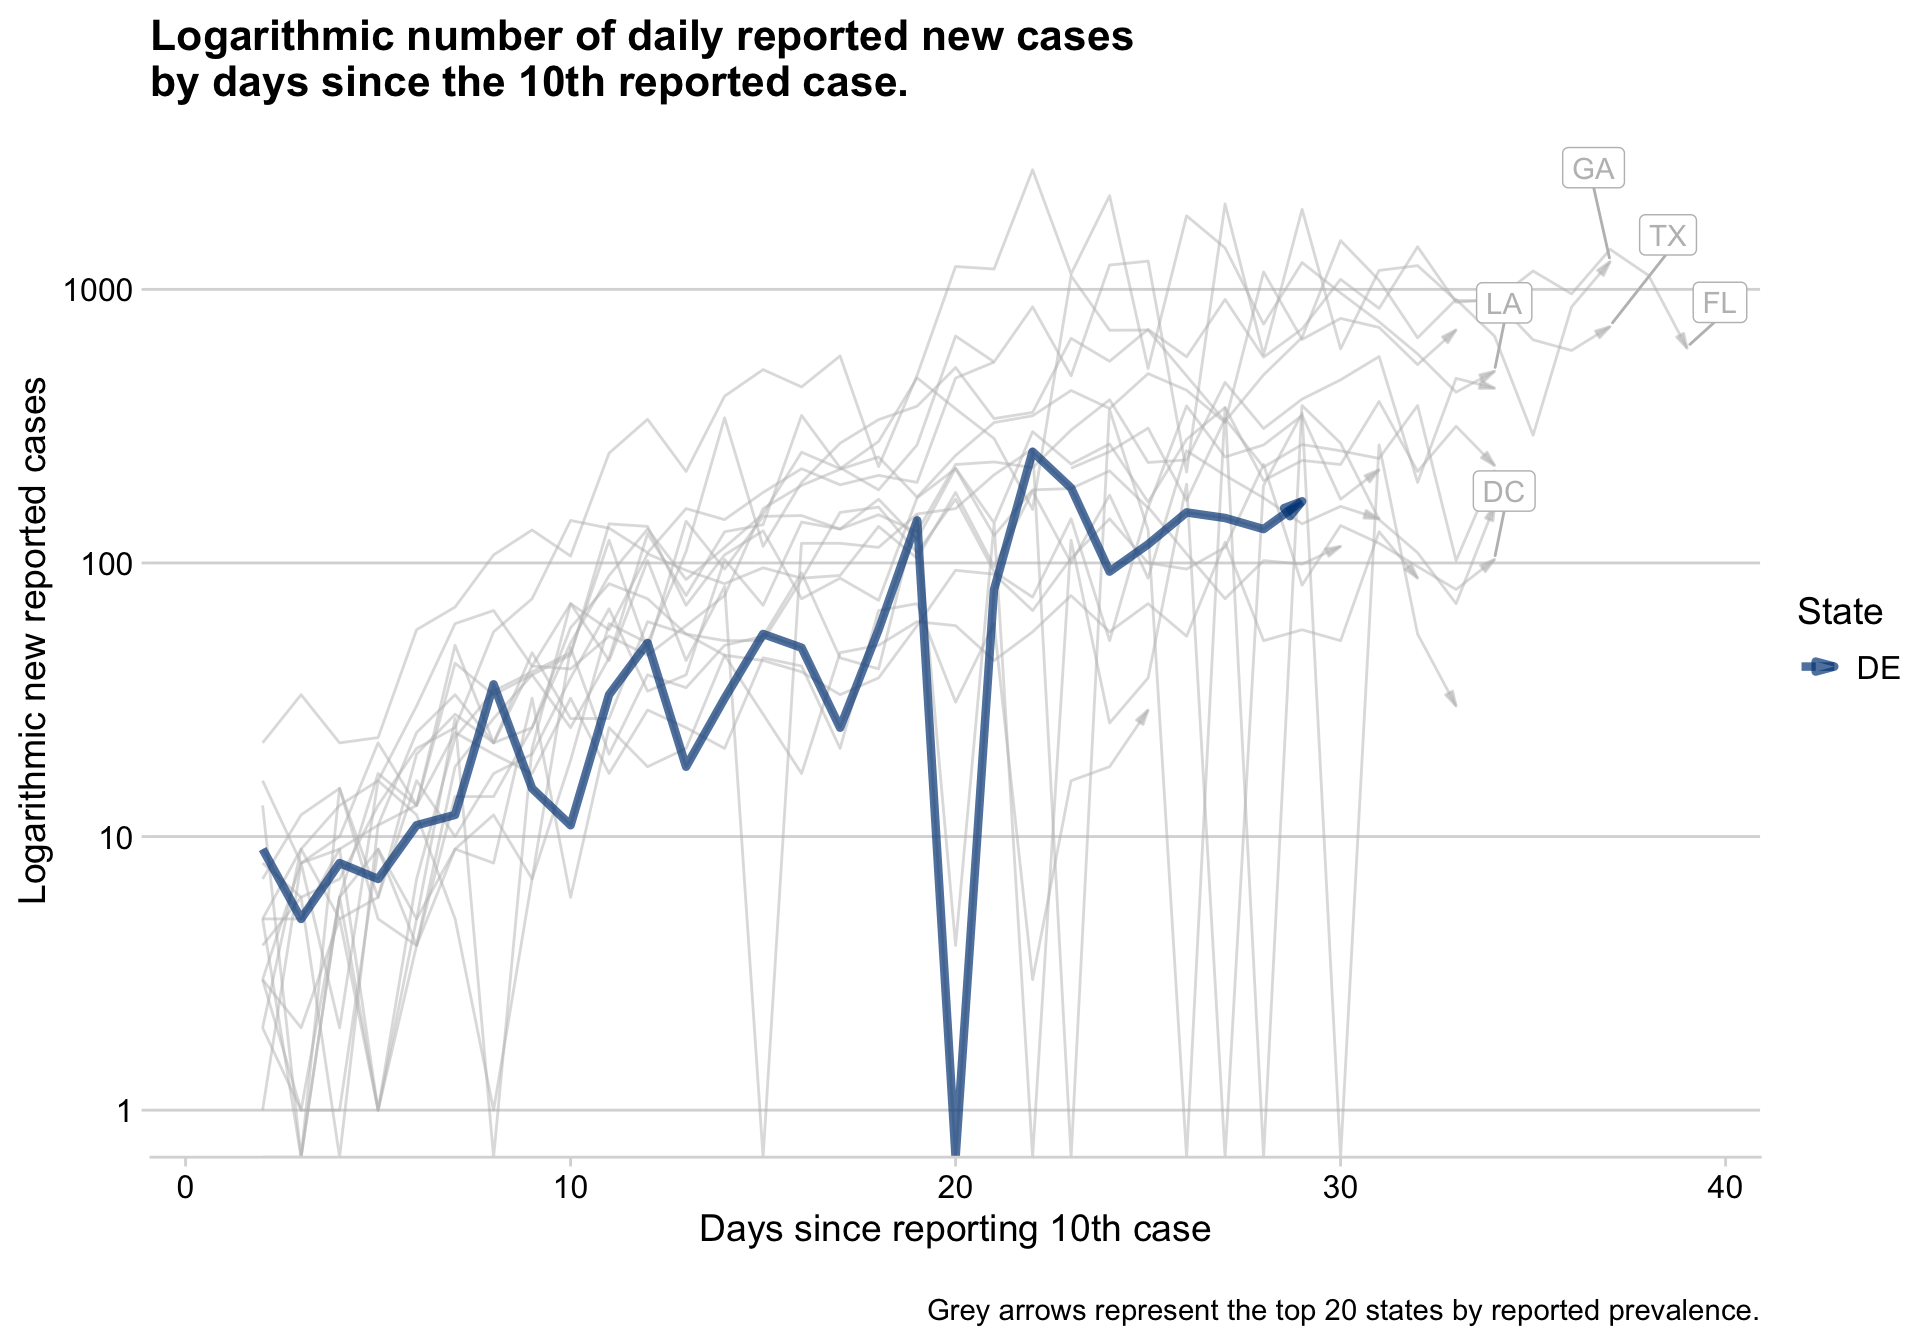 Logarithmic number of daily reported new cases
by days since the 10th reported case.
GA
TX
LA
FL
DC
Logarithmic new reported cases
1000
100
10
1
0
10
20
30
40
Days since reporting 10th case
State
DE
Grey arrows represent the top 20 states by reported prevalence.